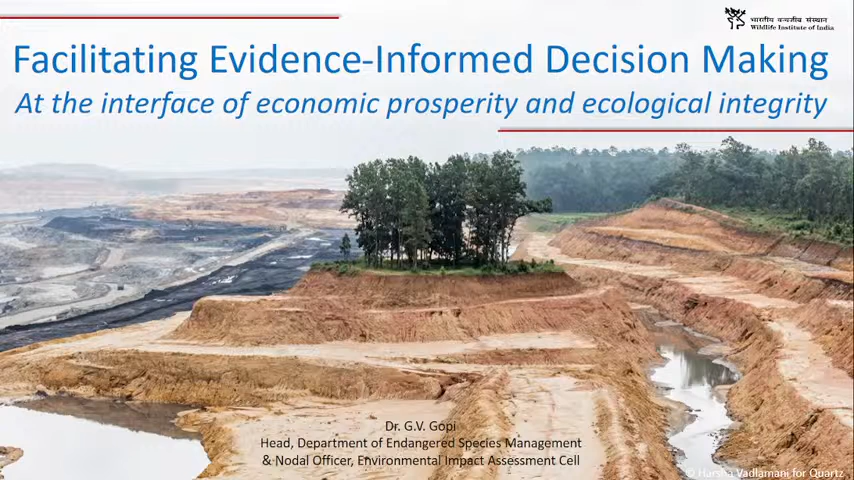 भारतीय वन्यजीव संस्थान
Wildlife Institute of India
Facilitating Evidence-Informed Decision Making
At the interface of economic prosperity and ecological integrity
Dr. G.V. Gopi
Head, Department of Endangered Species Management
& Nodal Officer, Environmental Impact Assessment Cell
© Harsha Vadlamani for Quartz